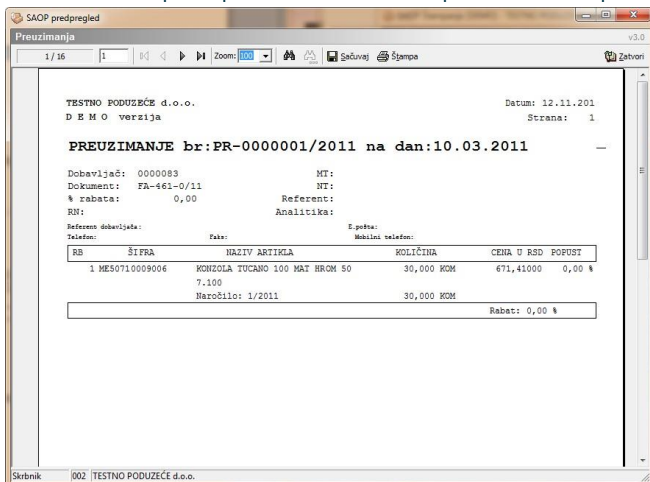 SAOP predpregled
Preuzimanja v3.0
1/16 1 Zoom: 100 Sačuvaj Štampa Zatvori
TESTNO PODUZEĆE d.o.o. Datum: 12.11.201
D E M O verzija Strana: 1
PREUZIMANJE br:PR-0000001/2011 na dan:10.03.2011
Dobavljač: 0000083 MT:
Dokument: FA-461-0/11 NT:
% rabata: 0,00 Referent:
RN: Analitika:
Referent dobavljača: E.pošta:
Telefon: Faks: Mobilni telefon:
RB ŠIFRA NAZIV ARTIKLA KOLIČINA CENA U RSD POPUST
1 ME50710009006 KONZOLA TUCANO 100 MAT HROM 50 30,000 KOM 671,41000 0,00 %
7.100
Naročilo: 1/2011 30,000 KOM
Rabat: 0,00 %
Skrbnik 002 TESTNO PODUZEĆE d.o.o.